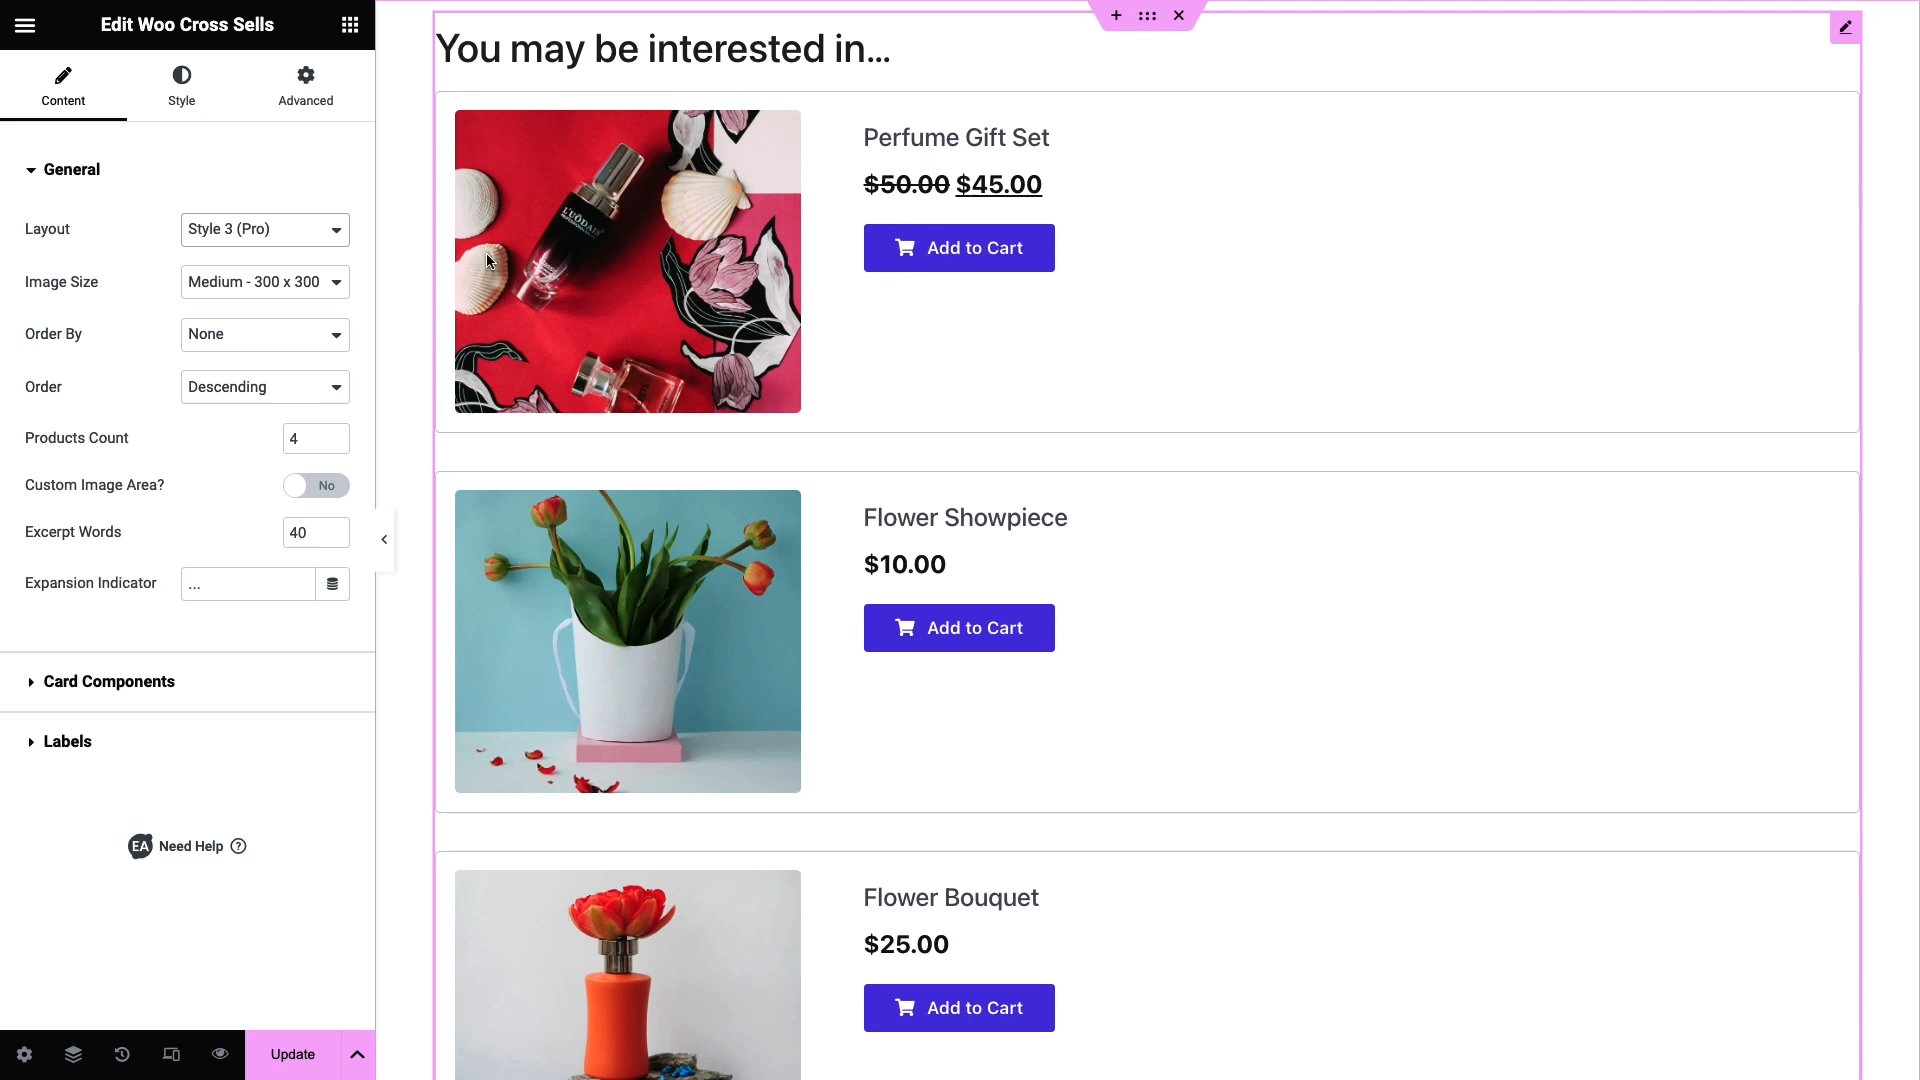 Edit Woo Cross Sells
Content
Style
Advanced
General
Layout
Style 3 (Pro)
Image Size
Medium - 300 x 300
Order By
None
Order
Descending
Products Count
4
Custom Image Area?
No
Excerpt Words
40
Expansion Indicator
...
Card Components
Labels
EA Need Help ?
Update
You may be interested in...
L'UODAIS
Perfume Gift Set
$50.00 $45.00
Add to Cart
Flower Showpiece
$10.00
Add to Cart
Flower Bouquet
$25.00
Add to Cart